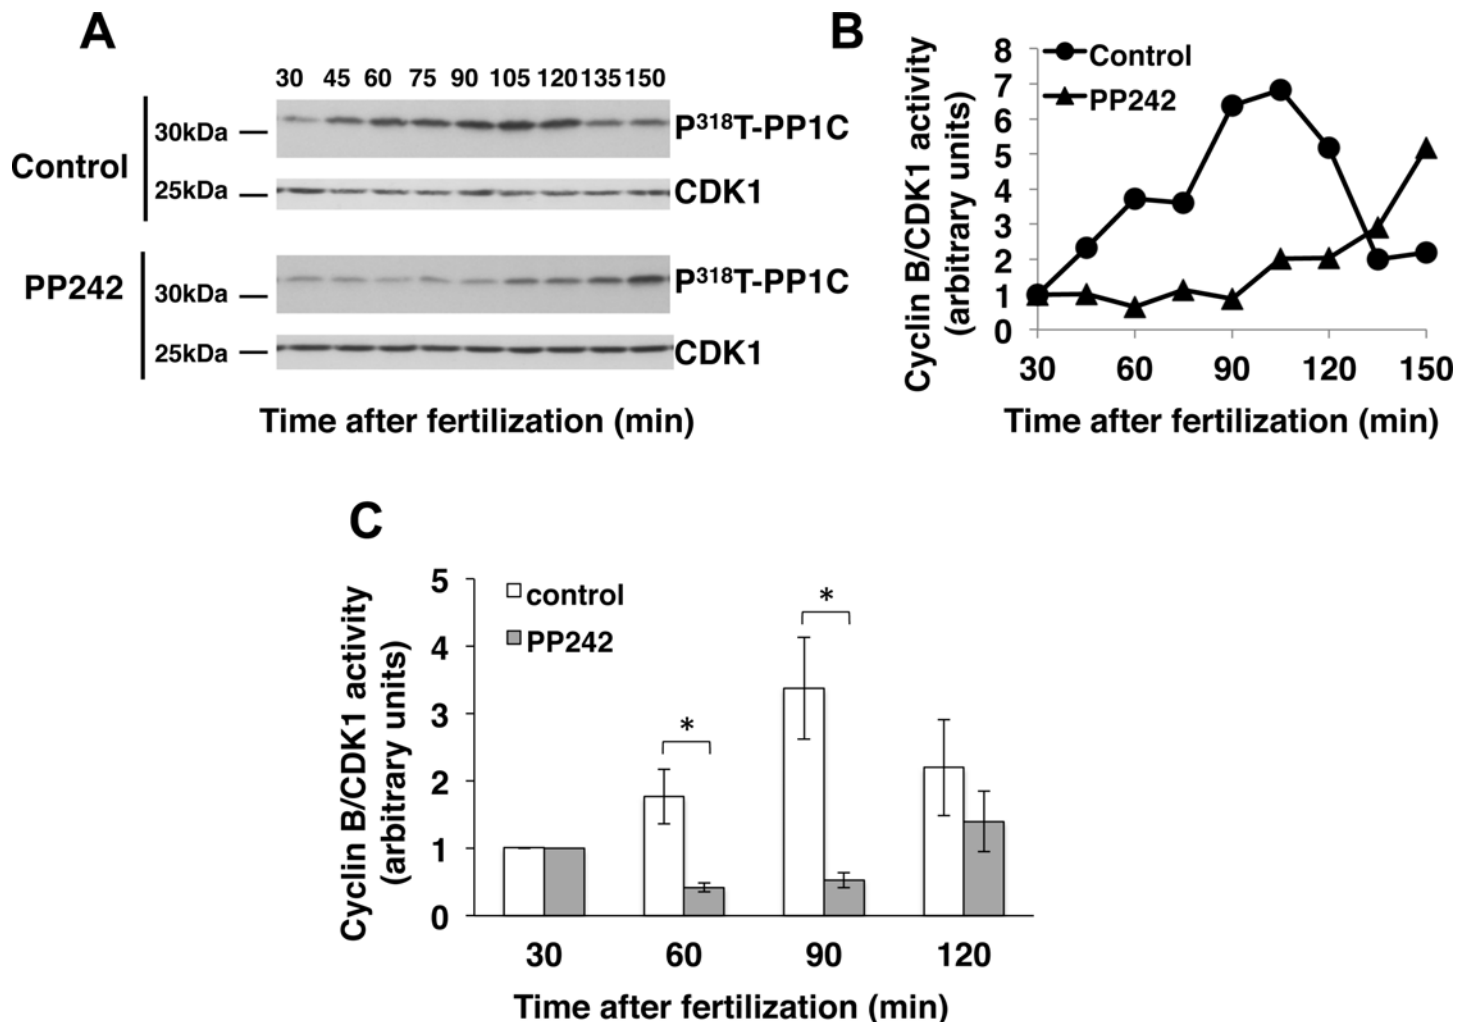 A
30 45 60 75 90 105 120 135 150
Control
30kDa
P³¹⁸T-PP1C
25kDa
CDK1
PP242
30kDa
P³¹⁸T-PP1C
25kDa
CDK1
Time after fertilization (min)
B
Cyclin B/CDK1 activity
(arbitrary units)
8
7
6
5
4
3
2
1
0
Control
PP242
30 60 90 120 150
Time after fertilization (min)
C
Cyclin B/CDK1 activity
(arbitrary units)
5
4
3
2
1
0
control
PP242
*
*
30 60 90 120
Time after fertilization (min)